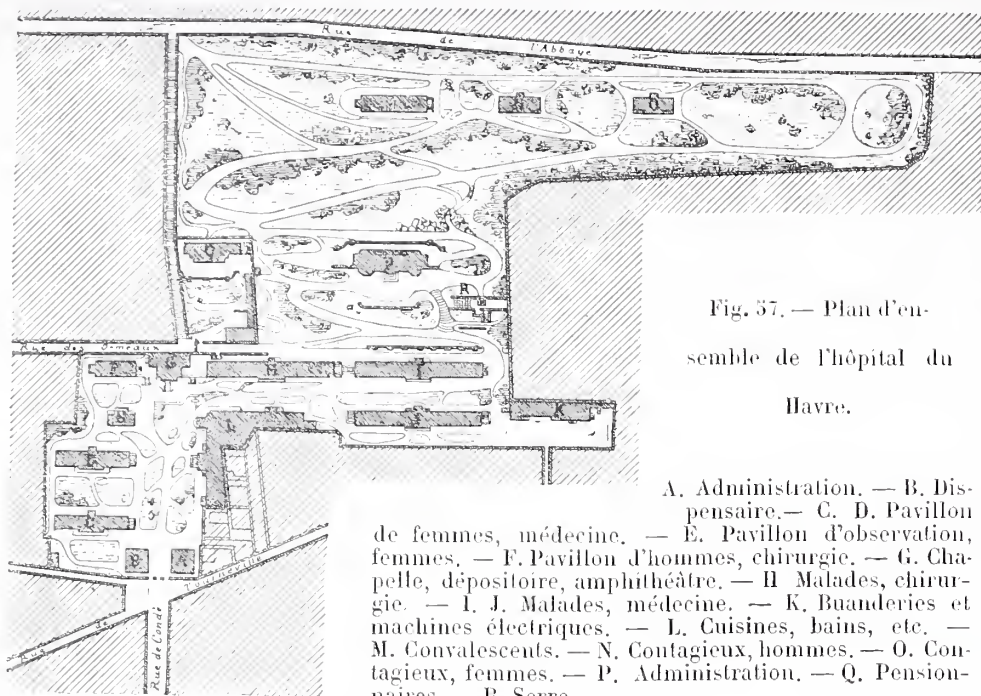 Rue de l'Abbaye
N
O
Q
P
R
F
G
H
K
L
C
B
A
Rue de Tourneville
Rue de Condé
Fig. 57. — Plan d'en-
semble de l'hôpital du
Havre.
A. Administration. — B. Dis-
pensaire. — C. D. Pavillon
de femmes, médecine. — E. Pavillon d'observation,
femmes. — F. Pavillon d'hommes, chirurgie. — G. Cha-
pelle, dépositoire, amphithéâtre. — H Malades, chirur-
gie. — I. J. Malades, médecine. — K. Buanderies et
machines électriques. — L. Cuisines, bains, etc. —
M. Convalescents. — N. Contagieux, hommes. — O. Con-
tagieux, femmes. — P. Administration. — Q. Pension-
naires. — R. Serre.